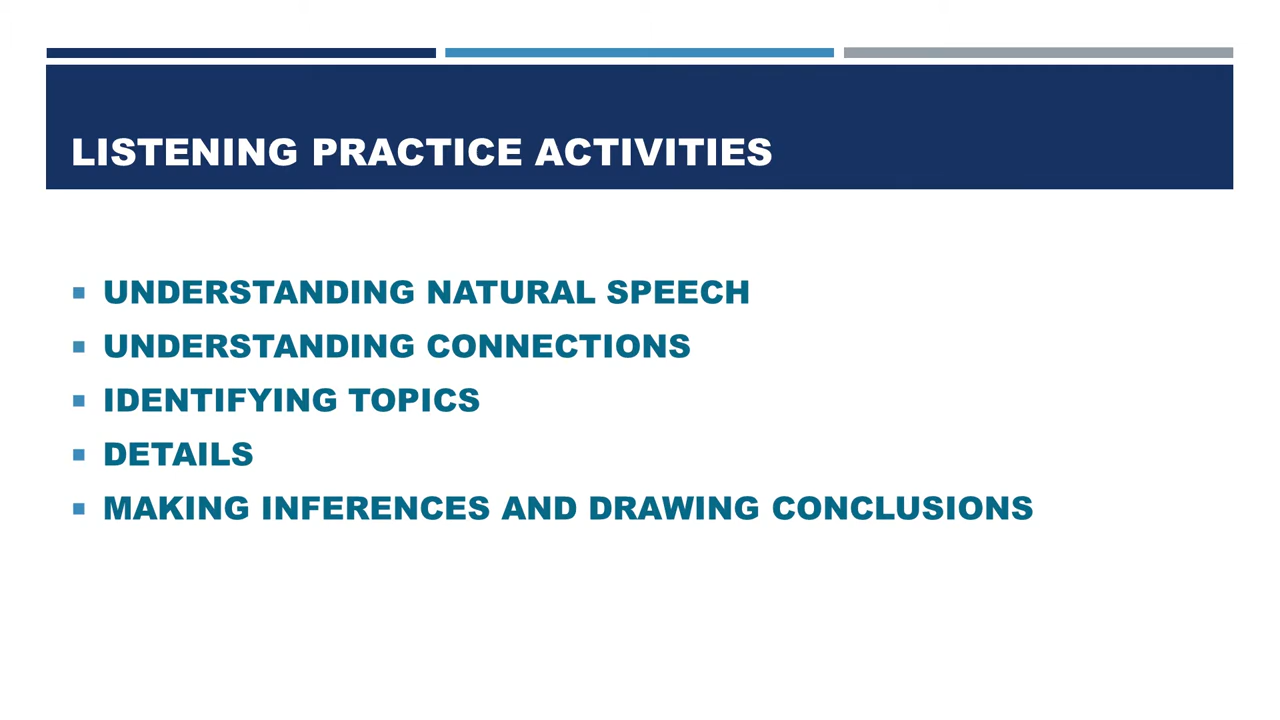 LISTENING PRACTICE ACTIVITIES
UNDERSTANDING NATURAL SPEECH
UNDERSTANDING CONNECTIONS
IDENTIFYING TOPICS
DETAILS
MAKING INFERENCES AND DRAWING CONCLUSIONS